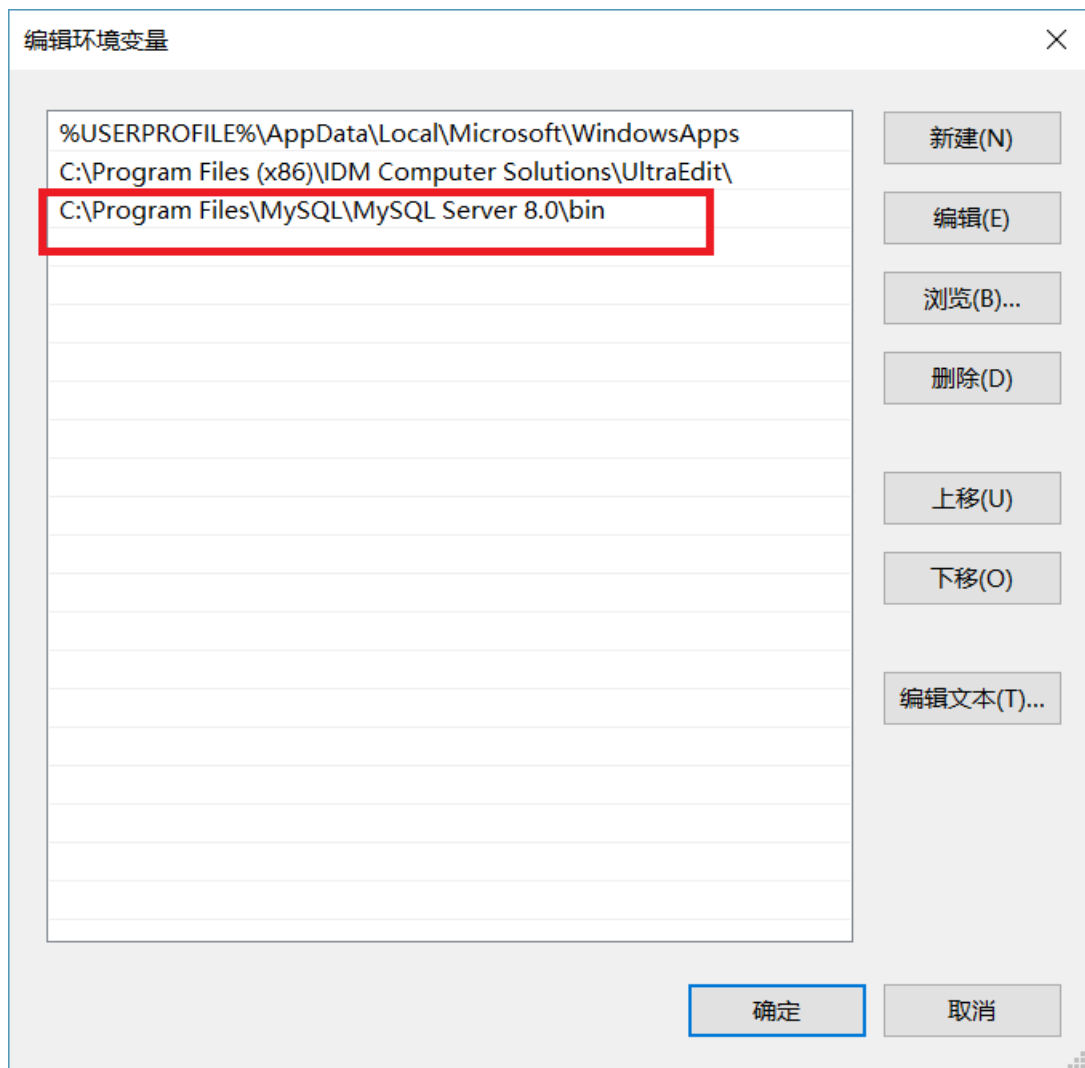 编辑环境变量
%USERPROFILE%\AppData\Local\Microsoft\WindowsApps
C:\Program Files (x86)\IDM Computer Solutions\UltraEdit\
C:\Program Files\MySQL\MySQL Server 8.0\bin
新建(N)
编辑(E)
浏览(B)...
删除(D)
上移(U)
下移(O)
编辑文本(T)...
确定
取消